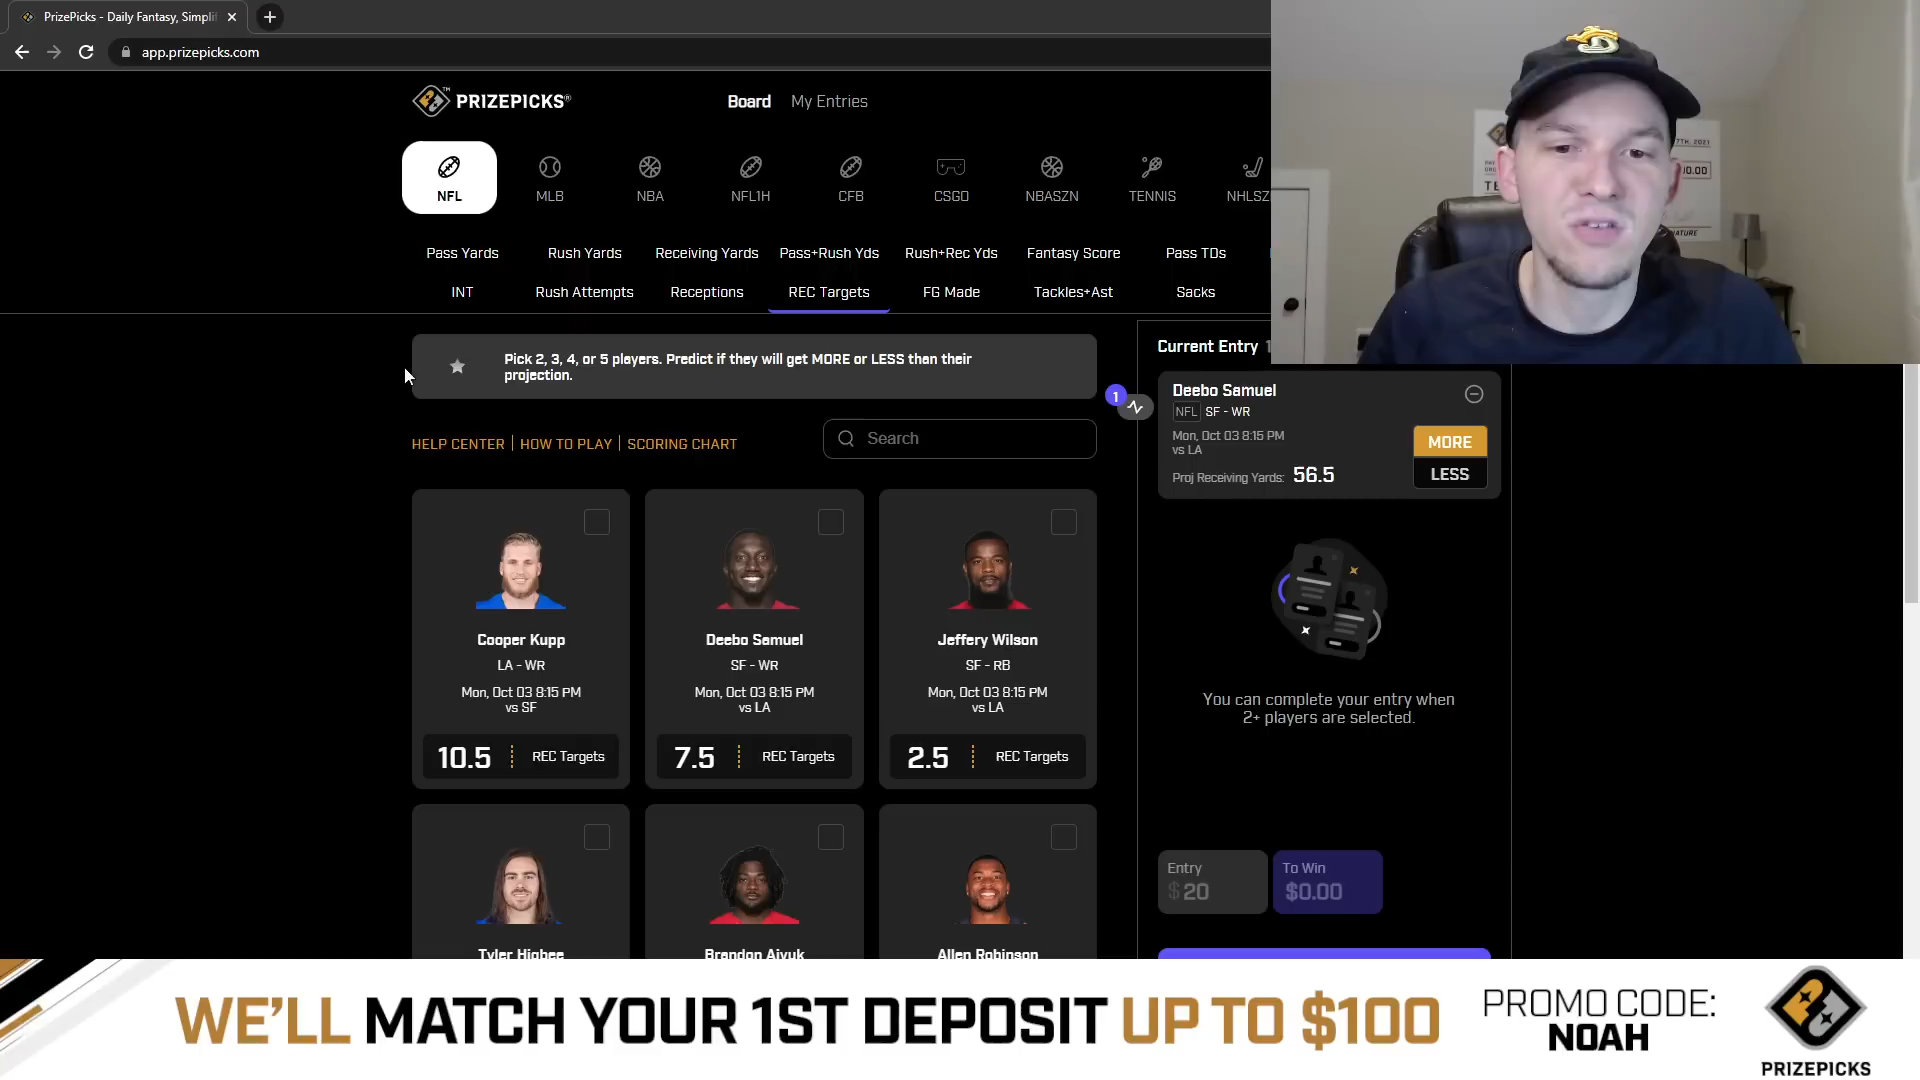 PrizePicks - Daily Fantasy, Simpli
app.prizepicks.com
PRIZEPICKS®
Board
My Entries
NFL
MLB
NBA
NFL1H
CFB
CSGO
NBASZN
TENNIS
NHLSZ
Pass Yards
Rush Yards
Receiving Yards
Pass+Rush Yds
Rush+Rec Yds
Fantasy Score
Pass TDs
INT
Rush Attempts
Receptions
REC Targets
FG Made
Tackles+Ast
Sacks
Pick 2, 3, 4, or 5 players. Predict if they will get MORE or LESS than their
projection.
HELP CENTER | HOW TO PLAY | SCORING CHART
Search
Cooper Kupp
LA - WR
Mon, Oct 03 8:15 PM
vs SF
10.5 REC Targets
Deebo Samuel
SF - WR
Mon, Oct 03 8:15 PM
vs LA
7.5 REC Targets
Jeffery Wilson
SF - RB
Mon, Oct 03 8:15 PM
vs LA
2.5 REC Targets
Tyler Higbee
Brandon Aiyuk
Allen Robinson
Current Entry
1
Deebo Samuel
NFL SF - WR
Mon, Oct 03 8:15 PM
vs LA
Proj Receiving Yards: 56.5
MORE
LESS
You can complete your entry when
2+ players are selected.
Entry
$20
To Win
$0.00
7TH, 2021
00.00
NATURE
WE'LL MATCH YOUR 1ST DEPOSIT UP TO $100
PROMO CODE:
NOAH
PRIZEPICKS